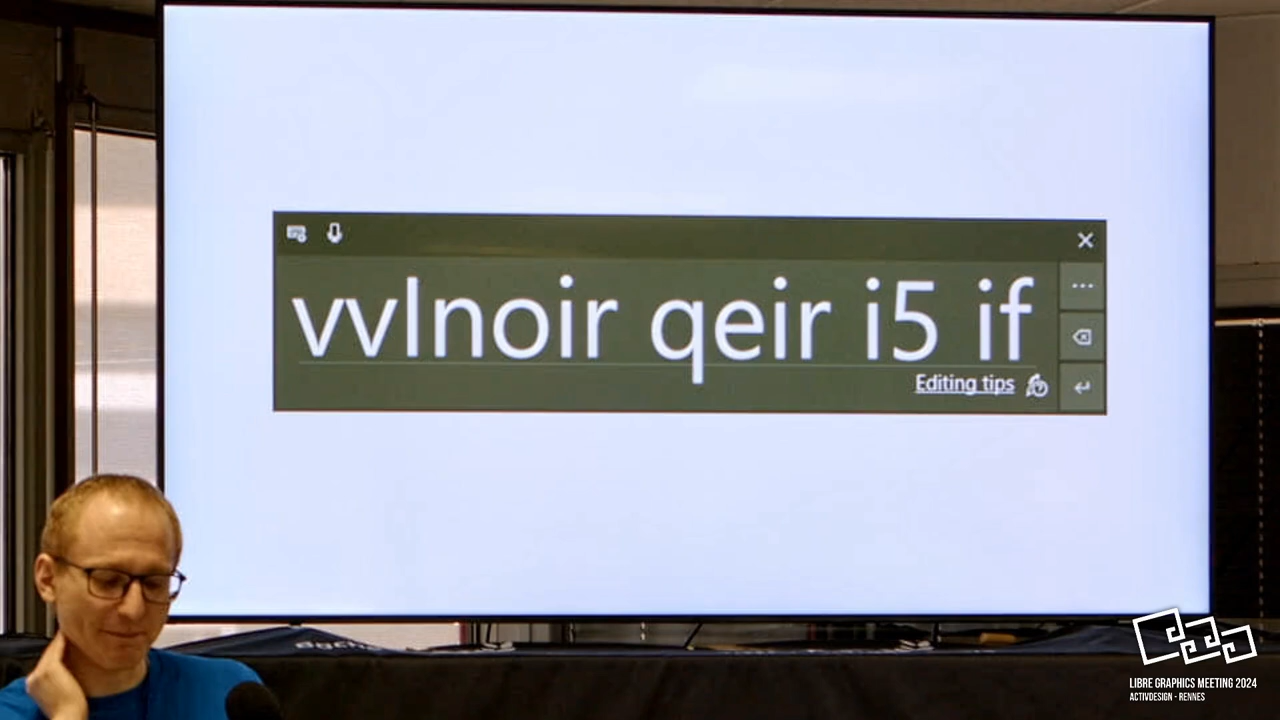 vvlnoir qeir i5 if
Editing tips
LIBRE GRAPHICS MEETING 2024
ACTIVDESIGN - RENNES